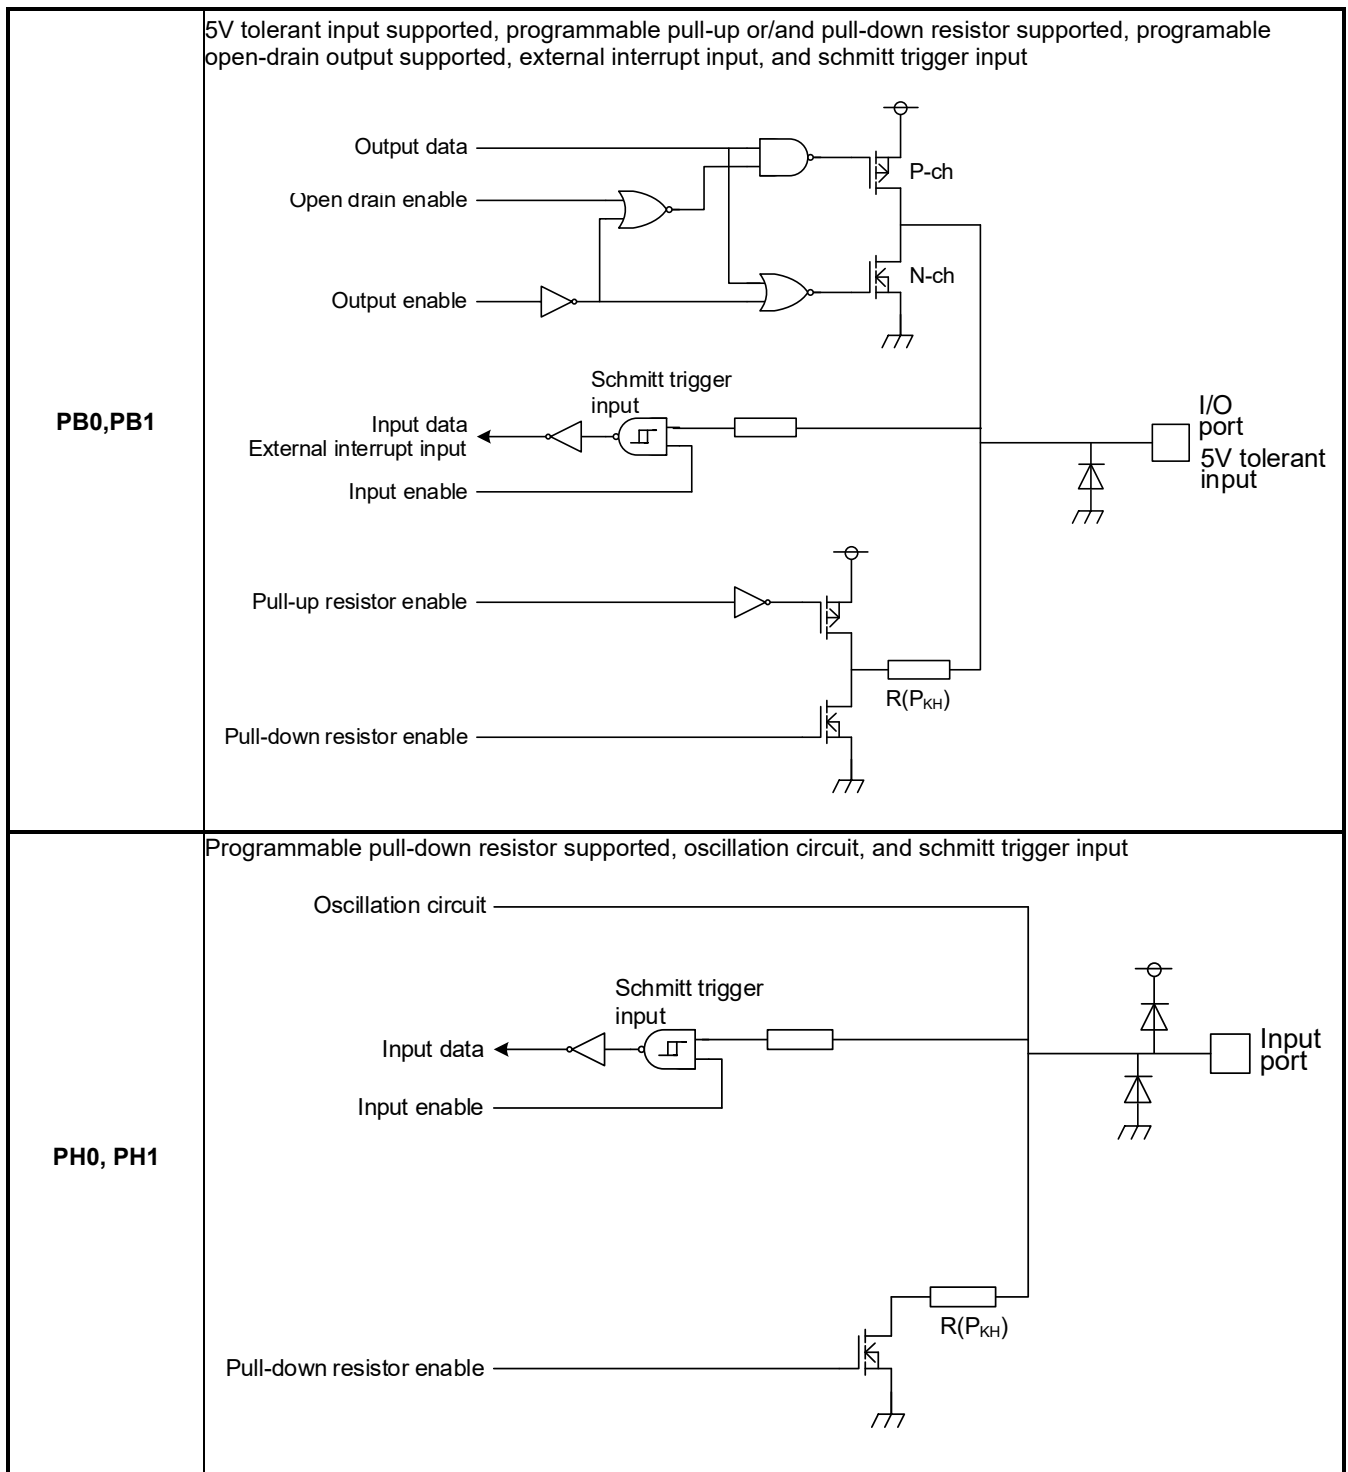 5V tolerant input supported, programmable pull-up or/and pull-down resistor supported, programable
open-drain output supported, external interrupt input, and schmitt trigger input
Output data
P-ch
Open drain enable
N-ch
Output enable
Schmitt trigger
input
PB0,PB1
Input data
External interrupt input
I/O
port
5V tolerant
input
Input enable
Pull-up resistor enable
R(PKH)
Pull-down resistor enable
Programmable pull-down resistor supported, oscillation circuit, and schmitt trigger input
Oscillation circuit
Schmitt trigger
input
Input data
Input
port
Input enable
PH0, PH1
R(PKH)
Pull-down resistor enable